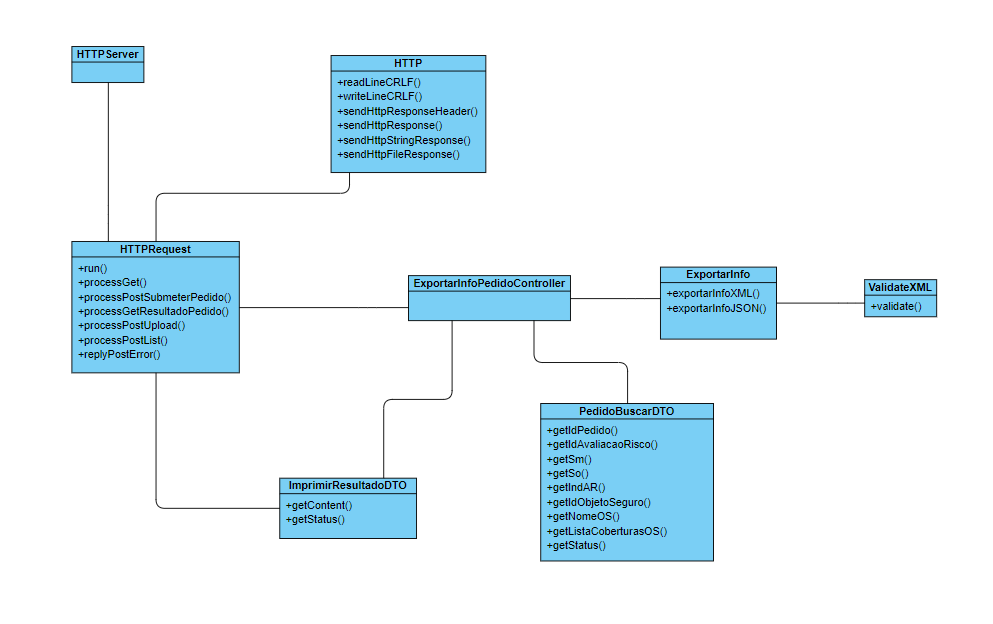 HTTPServer
HTTP
+readLineCRLF()
+writeLineCRLF()
+sendHttpResponseHeader()
+sendHttpResponse()
+sendHttpStringResponse()
+sendHttpFileResponse()
HTTPRequest
+run()
+processGet()
+processPostSubmeterPedido()
+processGetResultadoPedido()
+processPostUpload()
+processPostList()
+replyPostError()
ExportarInfoPedidoController
ExportarInfo
+exportarInfoXML()
+exportarInfoJSON()
ValidateXML
+validate()
ImprimirResultadoDTO
+getContent()
+getStatus()
PedidoBuscarDTO
+getIdPedido()
+getIdAvaliacaoRisco()
+getSm()
+getSo()
+getIndAR()
+getIdObjetoSeguro()
+getNomeOS()
+getListaCoberturasOS()
+getStatus()